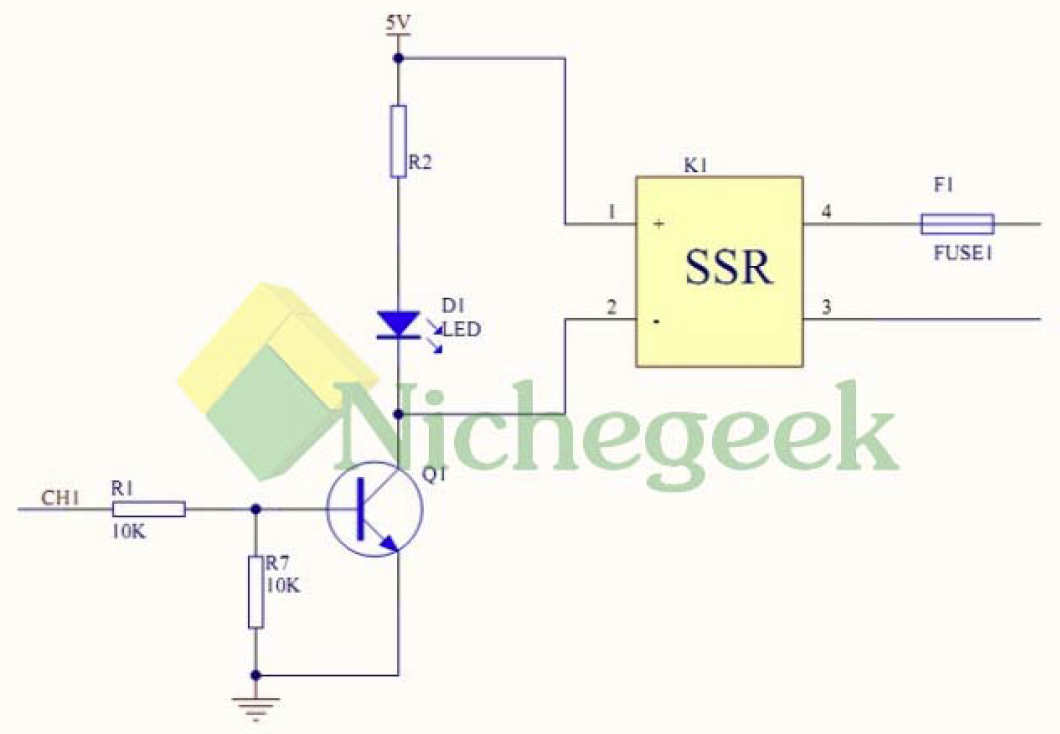 5V
R2
K1
F1
1
+
4
SSR
FUSE1
2
-
3
D1
LED
Nichegeek
Q1
CH1
R1
10K
R7
10K